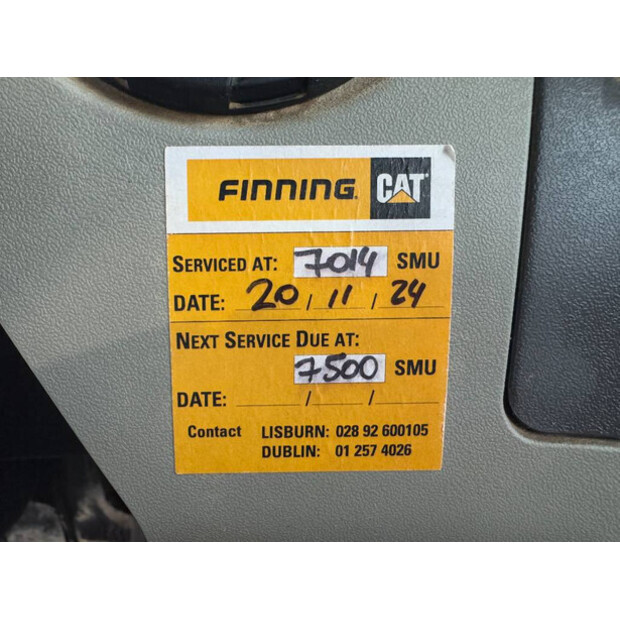 FINNING. CAT
SERVICED AT: 7014 SMU
DATE: 20 / 11 / 24
NEXT SERVICE DUE AT:
7500 SMU
DATE: / /
Contact LISBURN: 028 92 600105
DUBLIN: 01 257 4026